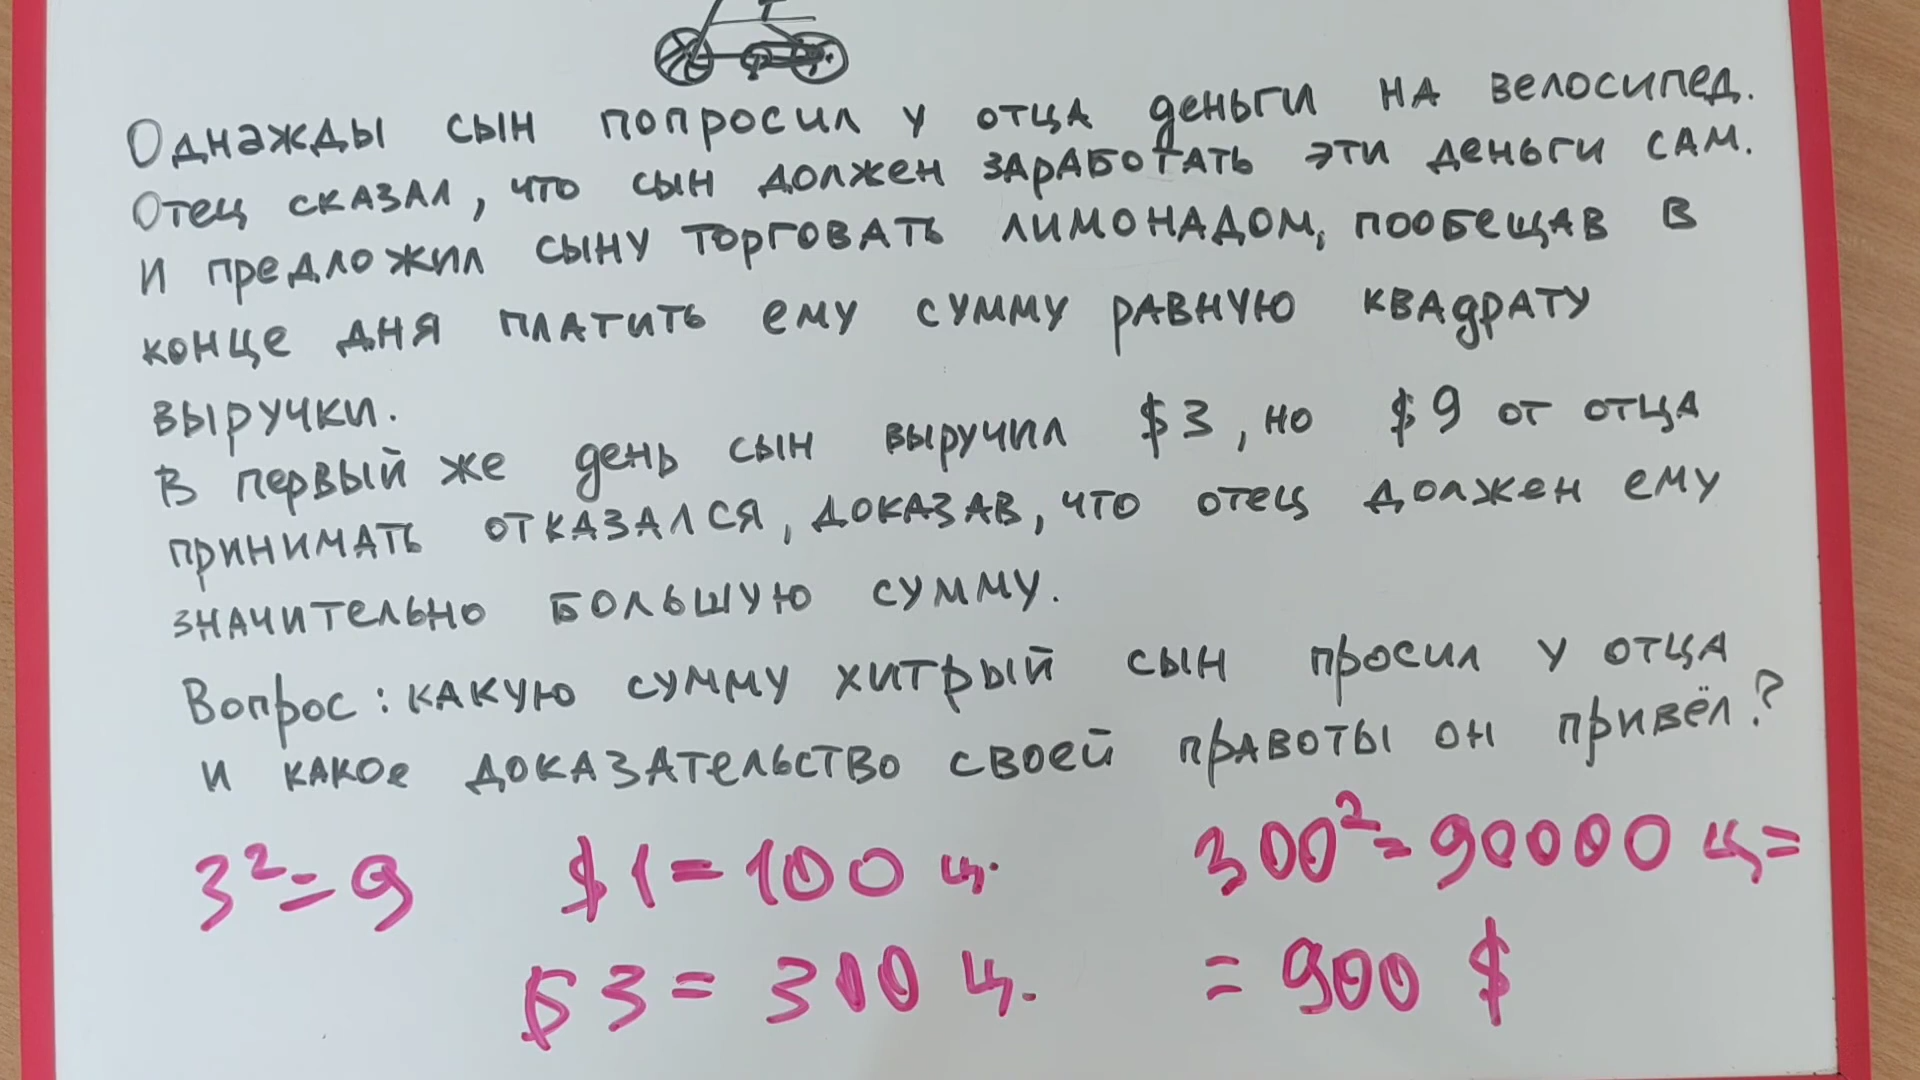 Однажды сын попросил у отца деньги на велосипед.
Отец сказал, что сын должен заработать эти деньги сам.
И предложил сыну торговать лимонадом, пообещав в
конце дня платить ему сумму равную квадрату
выручки.
В первый же день сын выручил $3, но $9 от отца
принимать отказался, доказав, что отец должен ему
значительно большую сумму.
Вопрос: какую сумму хитрый сын просил у отца
и какое доказательство своей правоты он привёл?
3²=9 $1=100 ц. 300²=90000 ц=
$3=300 ц. =900 $